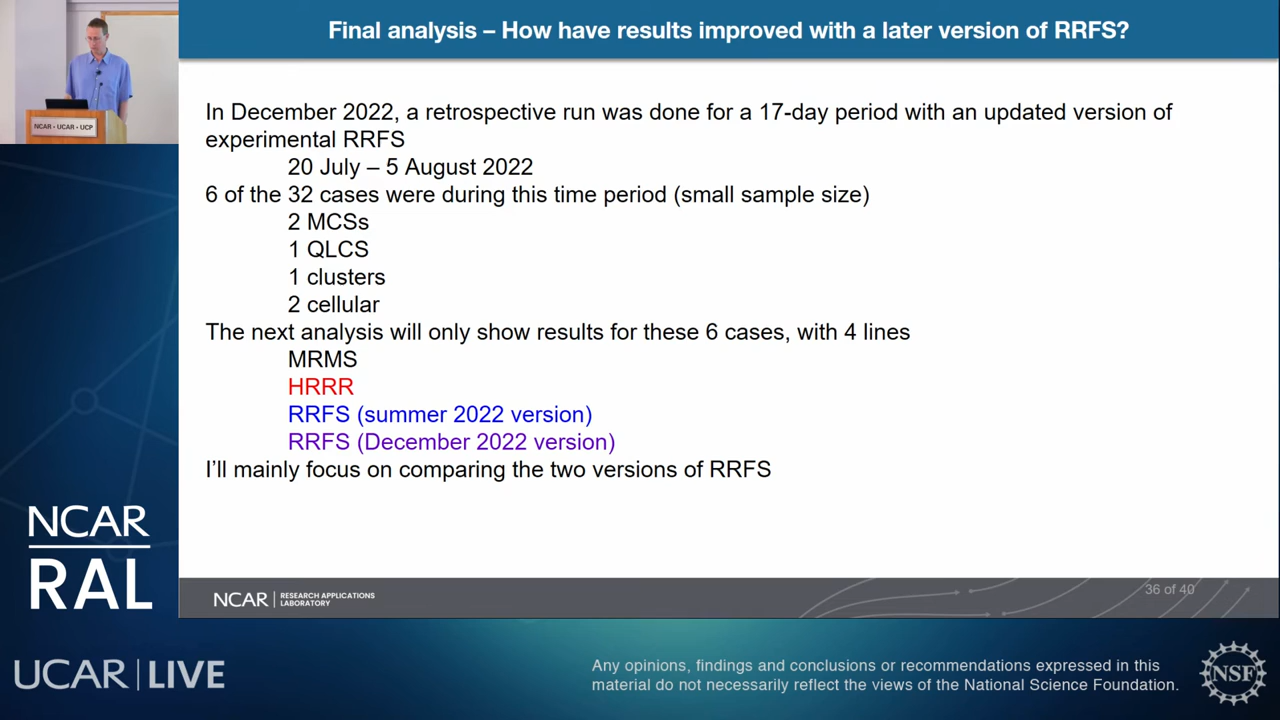 Final analysis – How have results improved with a later version of RRFS?
In December 2022, a retrospective run was done for a 17-day period with an updated version of
experimental RRFS
20 July – 5 August 2022
6 of the 32 cases were during this time period (small sample size)
2 MCSs
1 QLCS
1 clusters
2 cellular
The next analysis will only show results for these 6 cases, with 4 lines
MRMS
HRRR
RRFS (summer 2022 version)
RRFS (December 2022 version)
I'll mainly focus on comparing the two versions of RRFS
NCAR • UCAR • UCP
NCAR
RAL
NCAR
RESEARCH APPLICATIONS
LABORATORY
36 of 40
UCAR | LIVE
Any opinions, findings and conclusions or recommendations expressed in this
material do not necessarily reflect the views of the National Science Foundation.
NSF